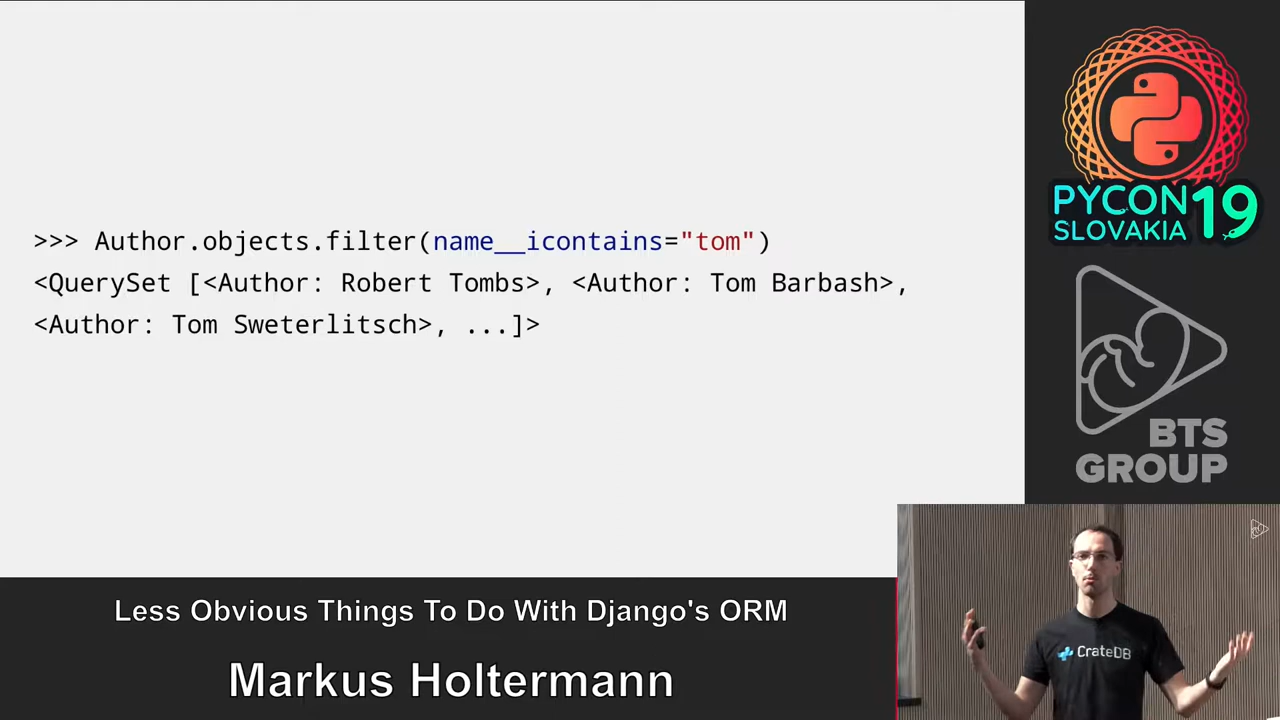 >>> Author.objects.filter(name__icontains="tom")
<QuerySet [<Author: Robert Tombs>, <Author: Tom Barbash>,
<Author: Tom Sweterlitsch>, ...]>
PYCON 19
SLOVAKIA
BTS
GROUP
CrateDB
Less Obvious Things To Do With Django's ORM
Markus Holtermann